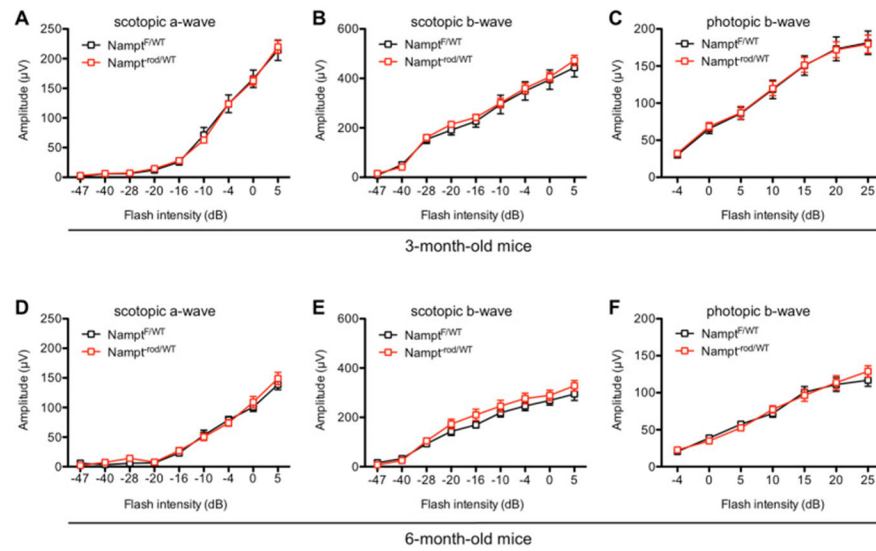 A scotopic a-wave
250
200
150
100
50
0
Amplitude (µV)
Nampt^F/WT
Nampt^-rod/WT
-47 -40 -28 -20 -16 -10 -4 0 5
Flash intensity (dB)
B scotopic b-wave
600
400
200
0
Amplitude (µV)
Nampt^F/WT
Nampt^-rod/WT
-47 -40 -28 -20 -16 -10 -4 0 5
Flash intensity (dB)
C photopic b-wave
200
150
100
50
0
Amplitude (µV)
Nampt^F/WT
Nampt^-rod/WT
-4 0 5 10 15 20 25
Flash intensity (dB)
3-month-old mice
D scotopic a-wave
250
200
150
100
50
0
Amplitude (µV)
Nampt^F/WT
Nampt^-rod/WT
-47 -40 -28 -20 -16 -10 -4 0 5
Flash intensity (dB)
E scotopic b-wave
600
400
200
0
Amplitude (µV)
Nampt^F/WT
Nampt^-rod/WT
-47 -40 -28 -20 -16 -10 -4 0 5
Flash intensity (dB)
F photopic b-wave
200
150
100
50
0
Amplitude (µV)
Nampt^F/WT
Nampt^-rod/WT
-4 0 5 10 15 20 25
Flash intensity (dB)
6-month-old mice